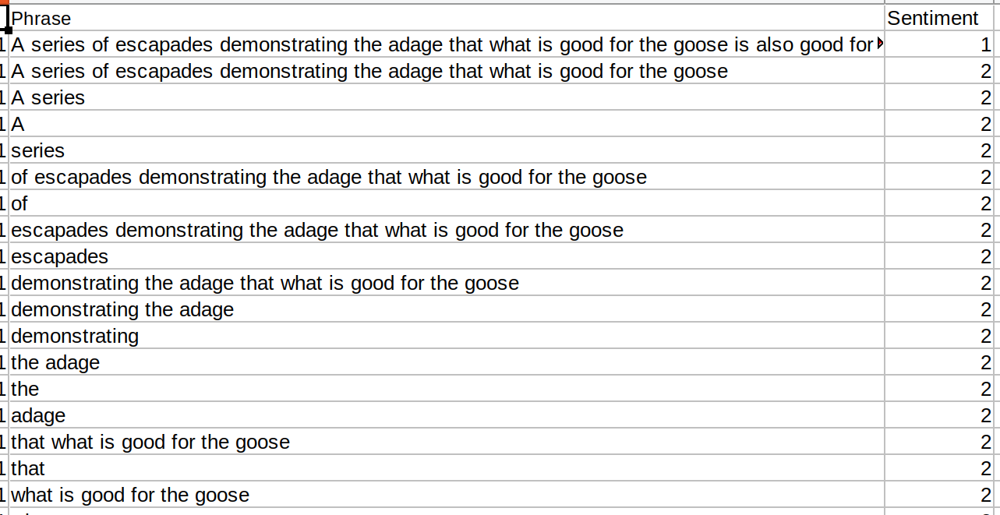 Phrase Sentiment
1 A series of escapades demonstrating the adage that what is good for the goose is also good for 1
1 A series of escapades demonstrating the adage that what is good for the goose 2
1 A series 2
1 A 2
1 series 2
1 of escapades demonstrating the adage that what is good for the goose 2
1 of 2
1 escapades demonstrating the adage that what is good for the goose 2
1 escapades 2
1 demonstrating the adage that what is good for the goose 2
1 demonstrating the adage 2
1 demonstrating 2
1 the adage 2
1 the 2
1 adage 2
1 that what is good for the goose 2
1 that 2
1 what is good for the goose 2